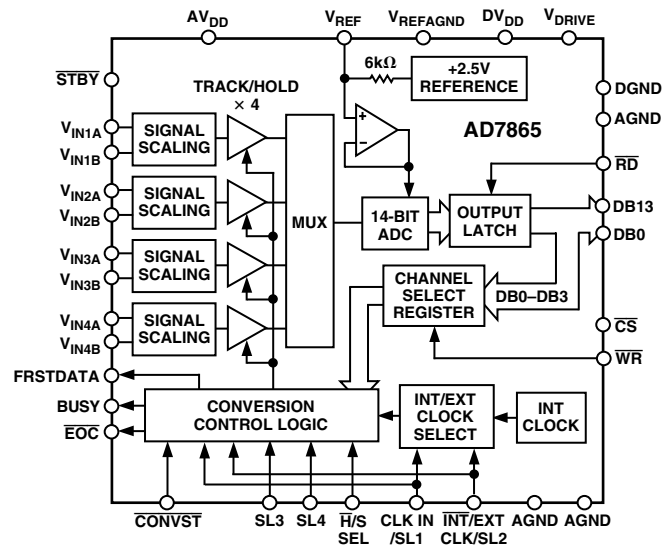 AVDD
VREF
VREFAGND
DVDD
VDRIVE
STBY
TRACK/HOLD
× 4
6kΩ
+2.5V
REFERENCE
DGND
AGND
AD7865
VIN1A
VIN1B
SIGNAL
SCALING
RD
VIN2A
VIN2B
SIGNAL
SCALING
MUX
14-BIT
ADC
OUTPUT
LATCH
DB13
DB0
VIN3A
VIN3B
SIGNAL
SCALING
CHANNEL
SELECT
REGISTER
DB0–DB3
VIN4A
VIN4B
SIGNAL
SCALING
CS
WR
FRSTDATA
BUSY
EOC
CONVERSION
CONTROL LOGIC
INT/EXT
CLOCK
SELECT
INT
CLOCK
CONVST
SL3
SL4
H/S
SEL
CLK IN
/SL1
INT/EXT
CLK/SL2
AGND
AGND